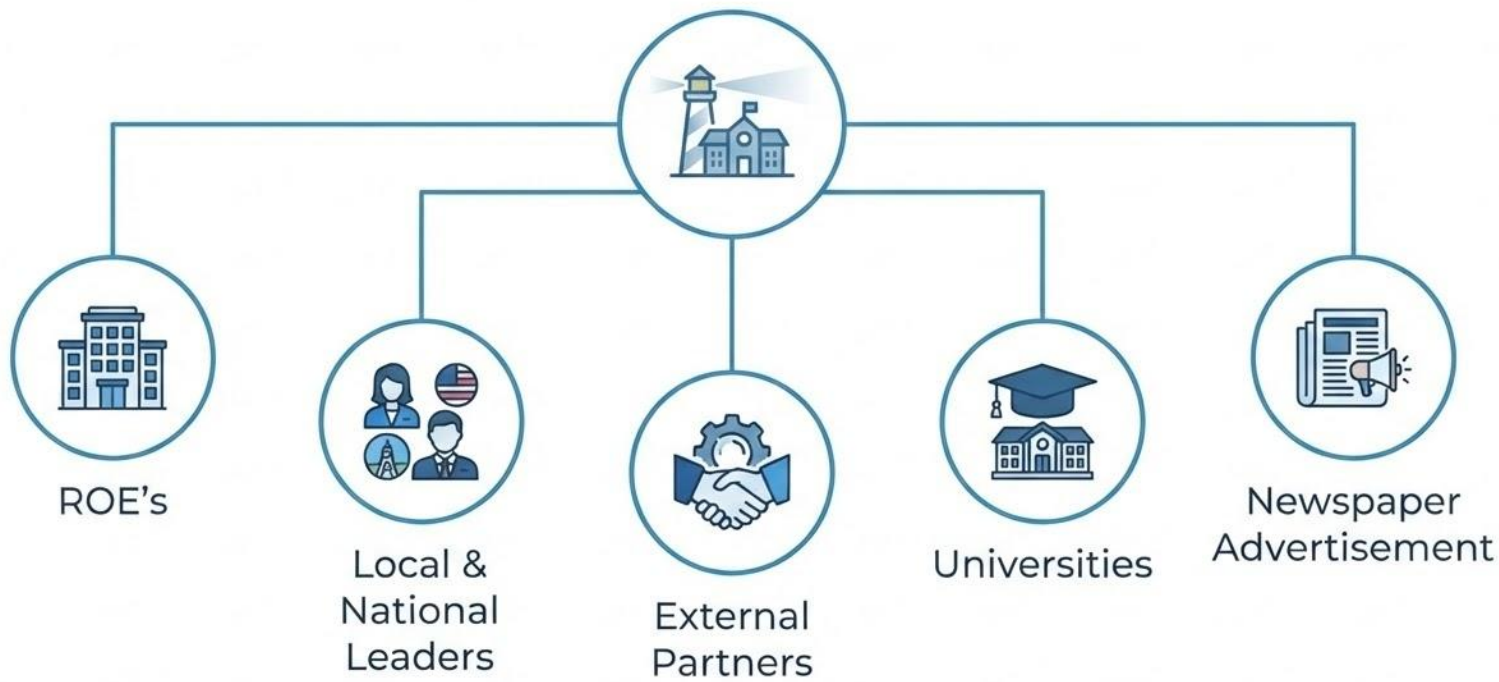 ROE's
Local &
National
Leaders
External
Partners
Universities
Newspaper
Advertisement